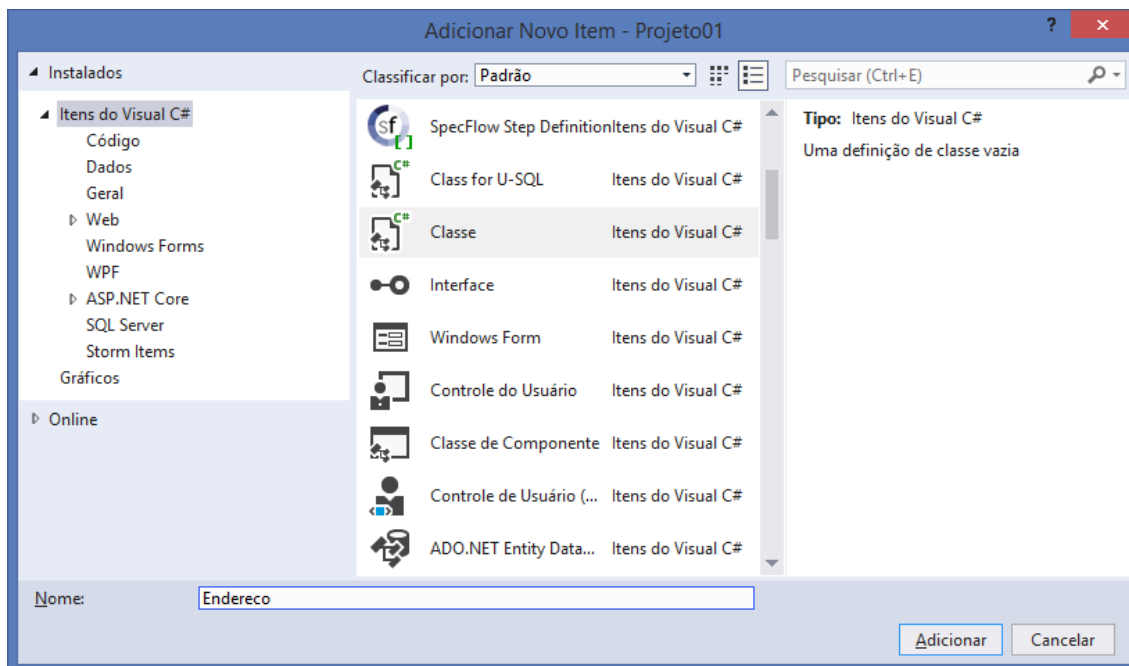 Adicionar Novo Item - Projeto01
?
Instalados
Itens do Visual C#
Código
Dados
Geral
Web
Windows Forms
WPF
ASP.NET Core
SQL Server
Storm Items
Gráficos
Online
Classificar por: Padrão
SpecFlow Step Definition Itens do Visual C#
Class for U-SQL Itens do Visual C#
Classe Itens do Visual C#
Interface Itens do Visual C#
Windows Form Itens do Visual C#
Controle do Usuário Itens do Visual C#
Classe de Componente Itens do Visual C#
Controle de Usuário (... Itens do Visual C#
ADO.NET Entity Data... Itens do Visual C#
Pesquisar (Ctrl+E)
Tipo: Itens do Visual C#
Uma definição de classe vazia
Nome: Endereco
Adicionar Cancelar